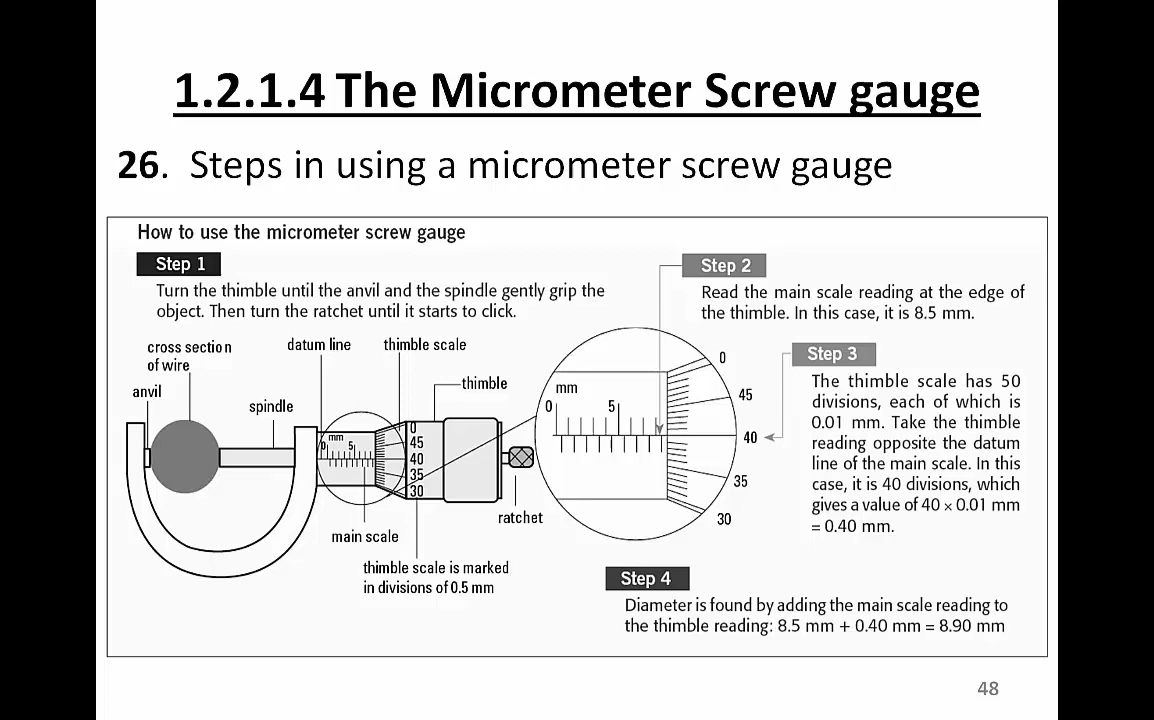 1.2.1.4 The Micrometer Screw gauge
26. Steps in using a micrometer screw gauge
How to use the micrometer screw gauge
Step 1
Turn the thimble until the anvil and the spindle gently grip the
object. Then turn the ratchet until it starts to click.
cross section
of wire
datum line
thimble scale
anvil
spindle
thimble
mm
0
5
0
45
40
35
30
ratchet
main scale
thimble scale is marked
in divisions of 0.5 mm
Step 2
Read the main scale reading at the edge of
the thimble. In this case, it is 8.5 mm.
mm
0
5
0
45
40
35
30
Step 3
The thimble scale has 50
divisions, each of which is
0.01 mm. Take the thimble
reading opposite the datum
line of the main scale. In this
case, it is 40 divisions, which
gives a value of 40 × 0.01 mm
= 0.40 mm.
Step 4
Diameter is found by adding the main scale reading to
the thimble reading: 8.5 mm + 0.40 mm = 8.90 mm
48